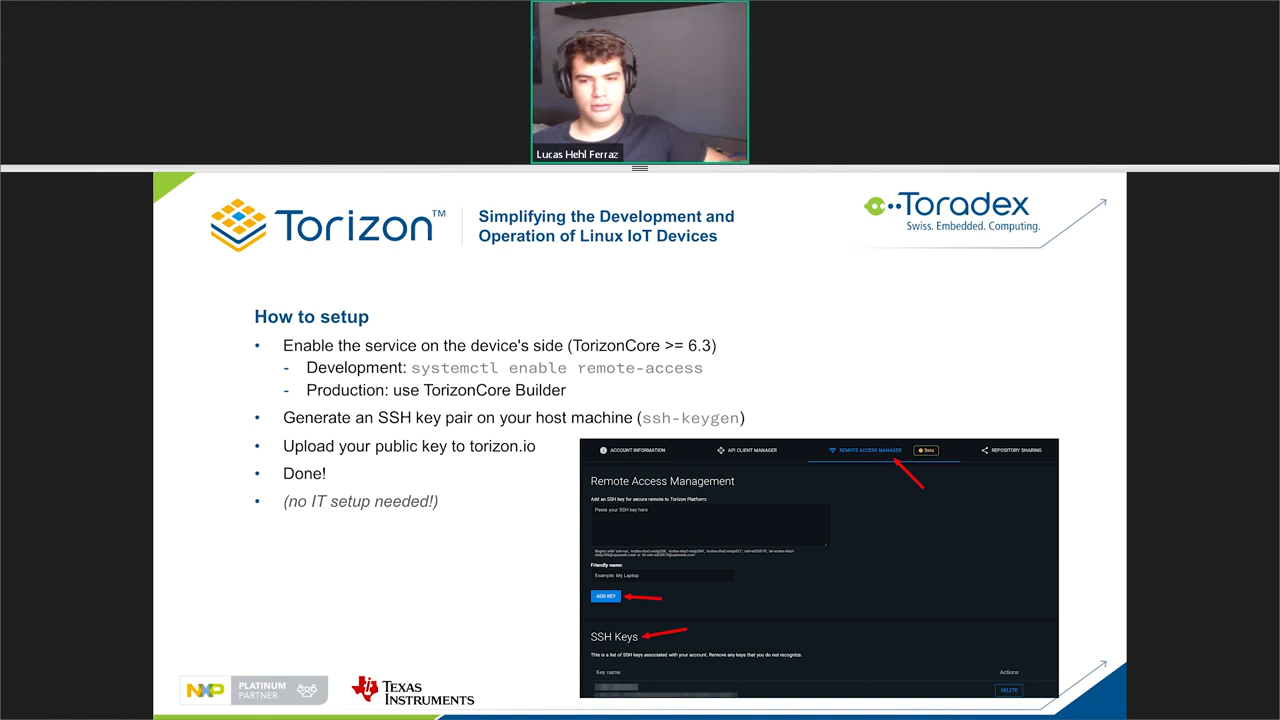 Lucas Hehl Ferraz
Torizon™
Simplifying the Development and
Operation of Linux IoT Devices
Toradex
Swiss. Embedded. Computing.
How to setup
• Enable the service on the device's side (TorizonCore >= 6.3)
- Development: systemctl enable remote-access
- Production: use TorizonCore Builder
• Generate an SSH key pair on your host machine (ssh-keygen)
• Upload your public key to torizon.io
• Done!
• (no IT setup needed!)
ACCOUNT INFORMATION
API CLIENT MANAGER
REMOTE ACCESS MANAGER
Beta
REPOSITORY SHARING
Remote Access Management
Add an SSH key for secure remote to Torizon Platform:
Paste your SSH key here
Friendly name:
Example: My Laptop
ADD KEY
SSH Keys
This is a list of SSH keys associated with your account. Remove any keys that you do not recognize.
Key name
Actions
DELETE
NXP
PLATINUM
PARTNER
TEXAS
INSTRUMENTS